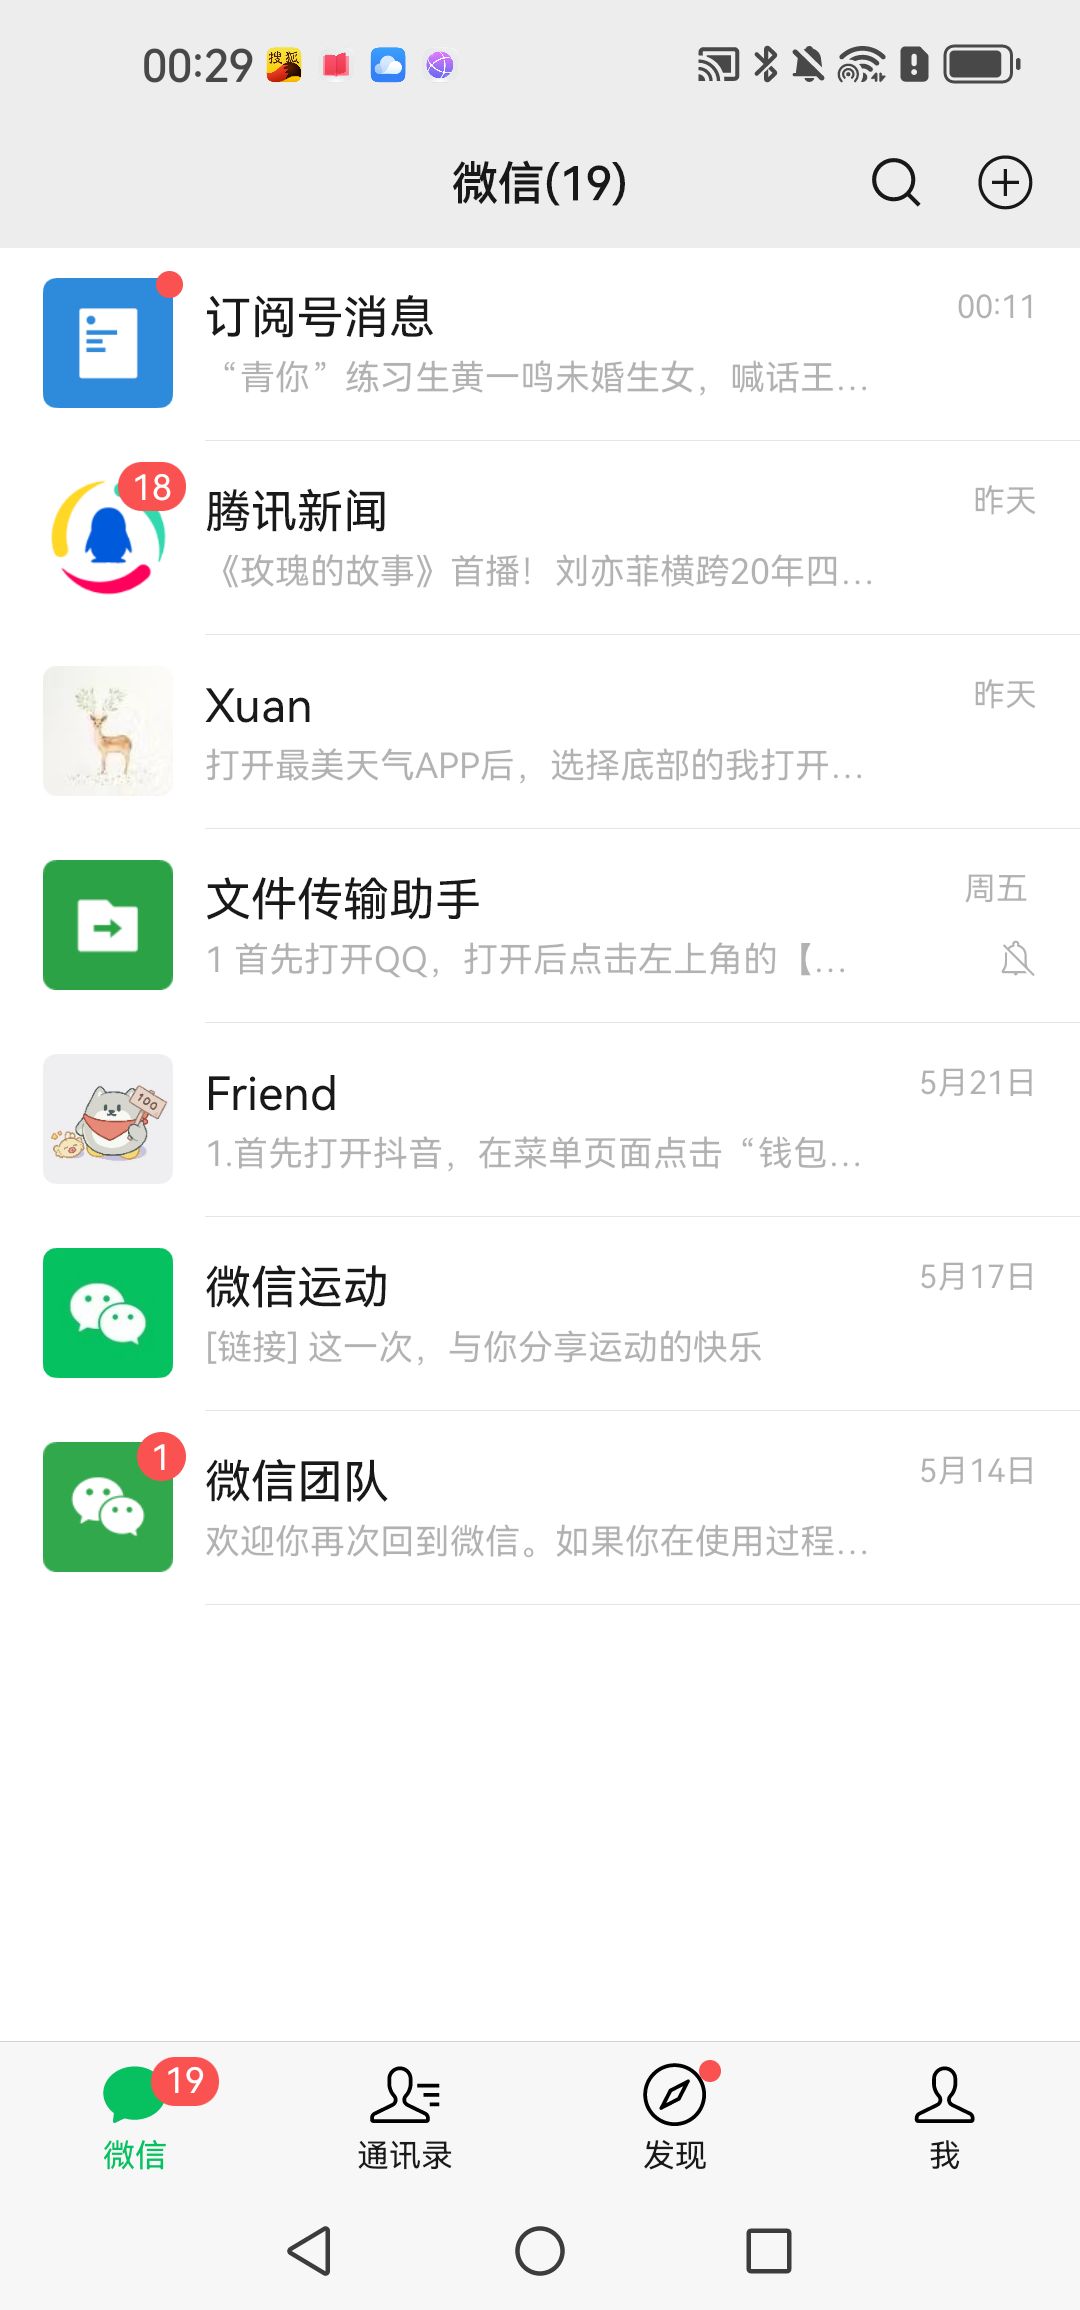 00:29 搜狐
微信(19)
订阅号消息 00:11
“青你”练习生黄一鸣未婚生女，喊话王...
18
腾讯新闻 昨天
《玫瑰的故事》首播！刘亦菲横跨20年四...
Xuan 昨天
打开最美天气APP后，选择底部的我打开...
文件传输助手 周五
1 首先打开QQ，打开后点击左上角的【...
Friend 5月21日
100
1.首先打开抖音，在菜单页面点击“钱包...
微信运动 5月17日
[链接] 这一次，与你分享运动的快乐
1
微信团队 5月14日
欢迎你再次回到微信。如果你在使用过程...
19
微信 通讯录 发现 我